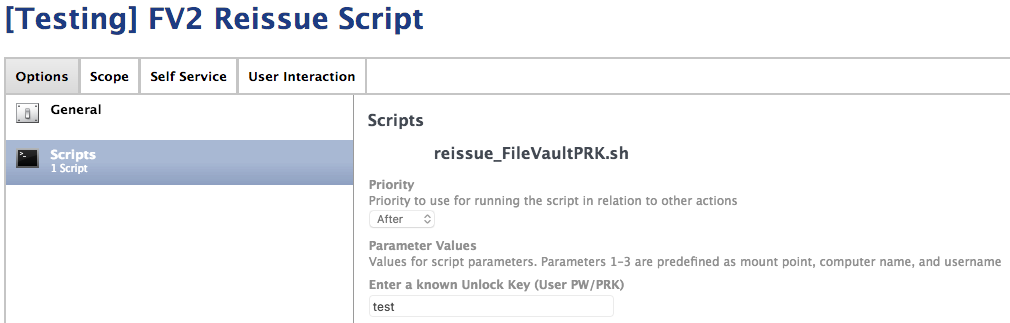 [Testing] FV2 Reissue Script
Options
Scope
Self Service
User Interaction
General
Scripts
1 Script
Scripts
reissue_FileVaultPRK.sh
Priority
Priority to use for running the script in relation to other actions
After
Parameter Values
Values for script parameters. Parameters 1-3 are predefined as mount point, computer name, and username
Enter a known Unlock Key (User PW/PRK)
test